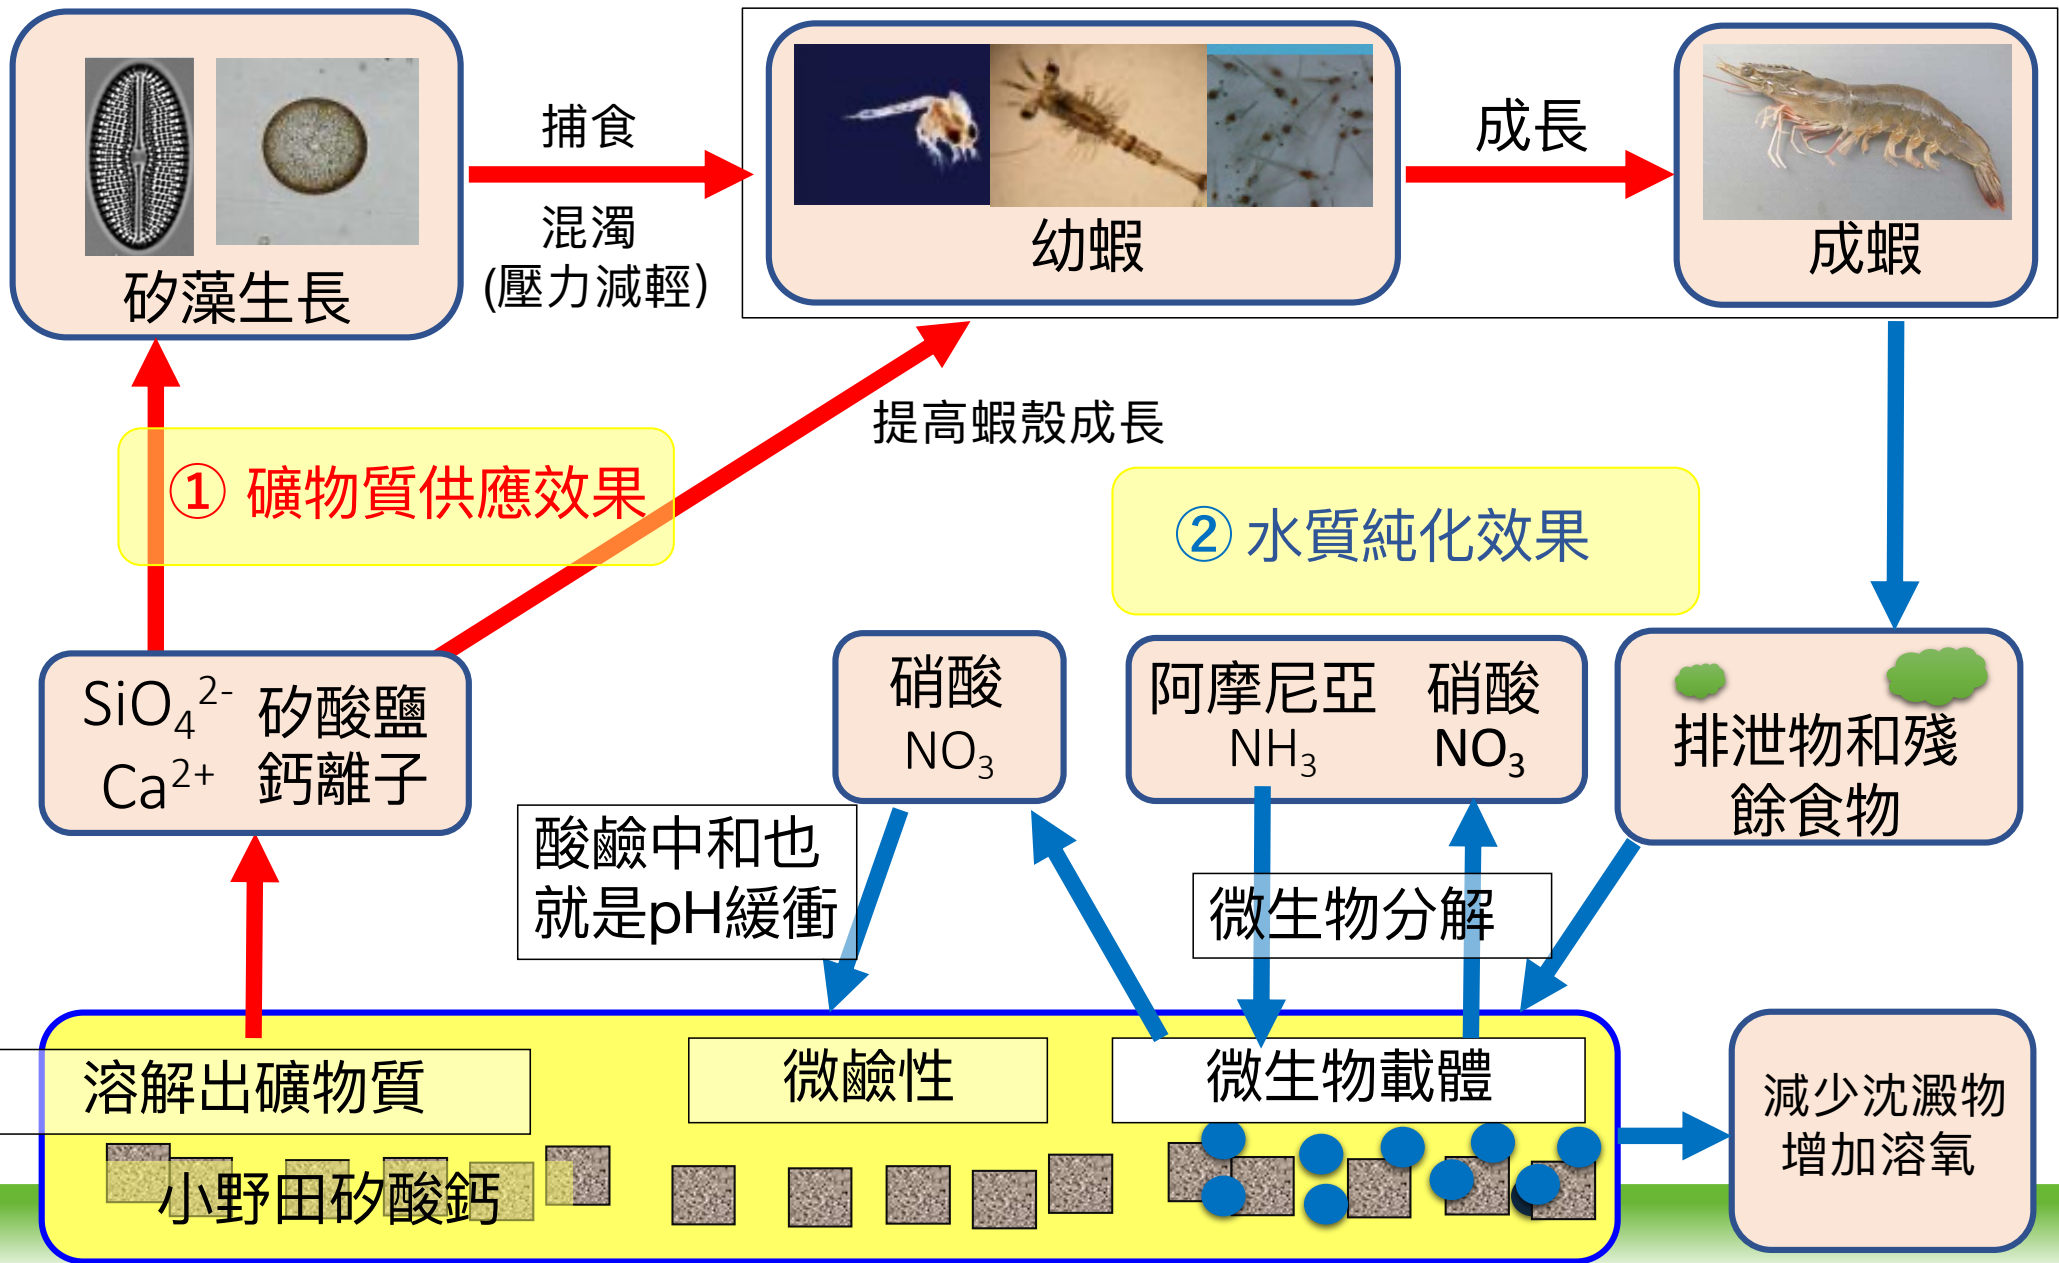 捕食
混濁
(壓力減輕)
矽藻生長
幼蝦
成長
成蝦
提高蝦殼成長
① 礦物質供應效果
② 水質純化效果
SiO₄²⁻ 矽酸鹽
Ca²⁺ 鈣離子
硝酸
NO₃
阿摩尼亞 硝酸
NH₃ NO₃
排泄物和殘
餘食物
酸鹼中和也
就是pH緩衝
微生物分解
溶解出礦物質
微鹼性
微生物載體
小野田矽酸鈣
減少沈澱物
增加溶氧